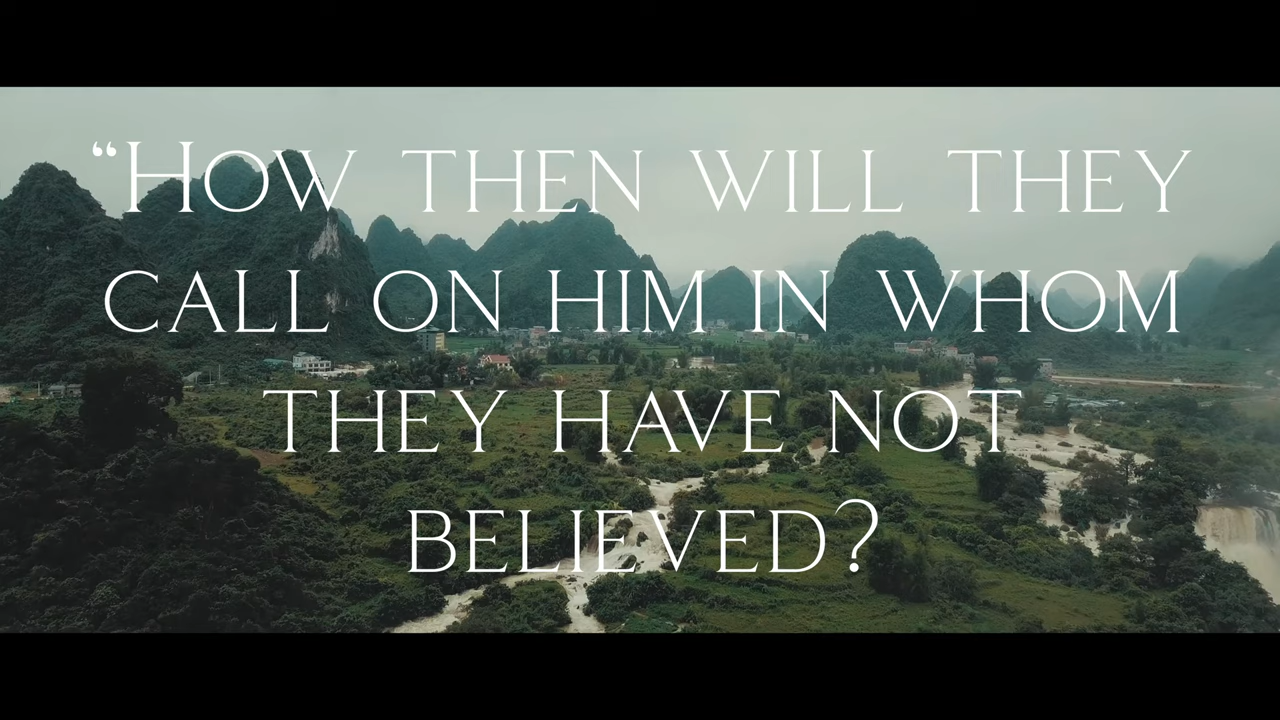 “How then will they
call on him in whom
they have not
believed?